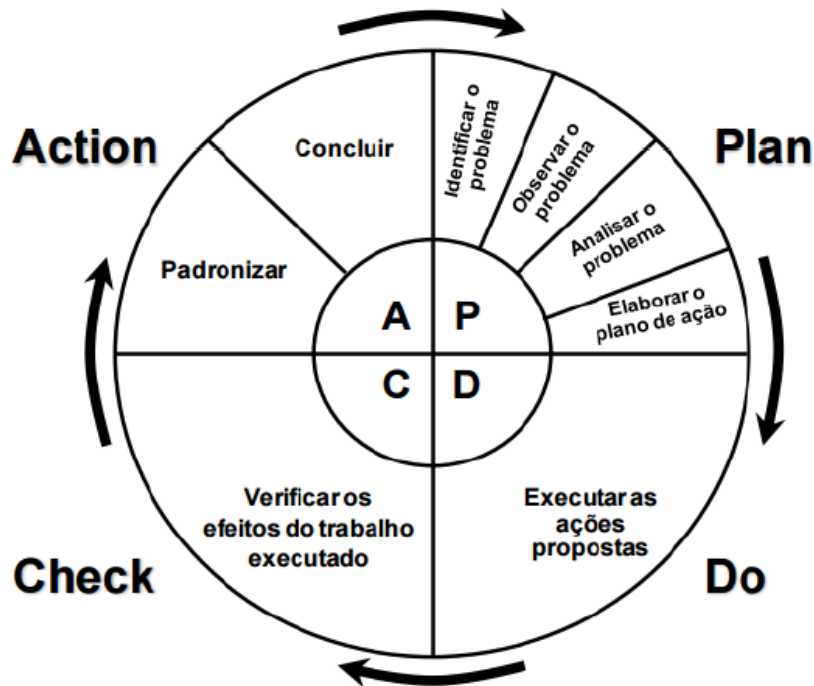 Action
Plan
Concluir
Identificar o
problema
Observar o
problema
Analisar o
problema
Elaborar o
plano de ação
Padronizar
A
P
C
D
Verificar os
efeitos do trabalho
executado
Executar as
ações
propostas
Check
Do